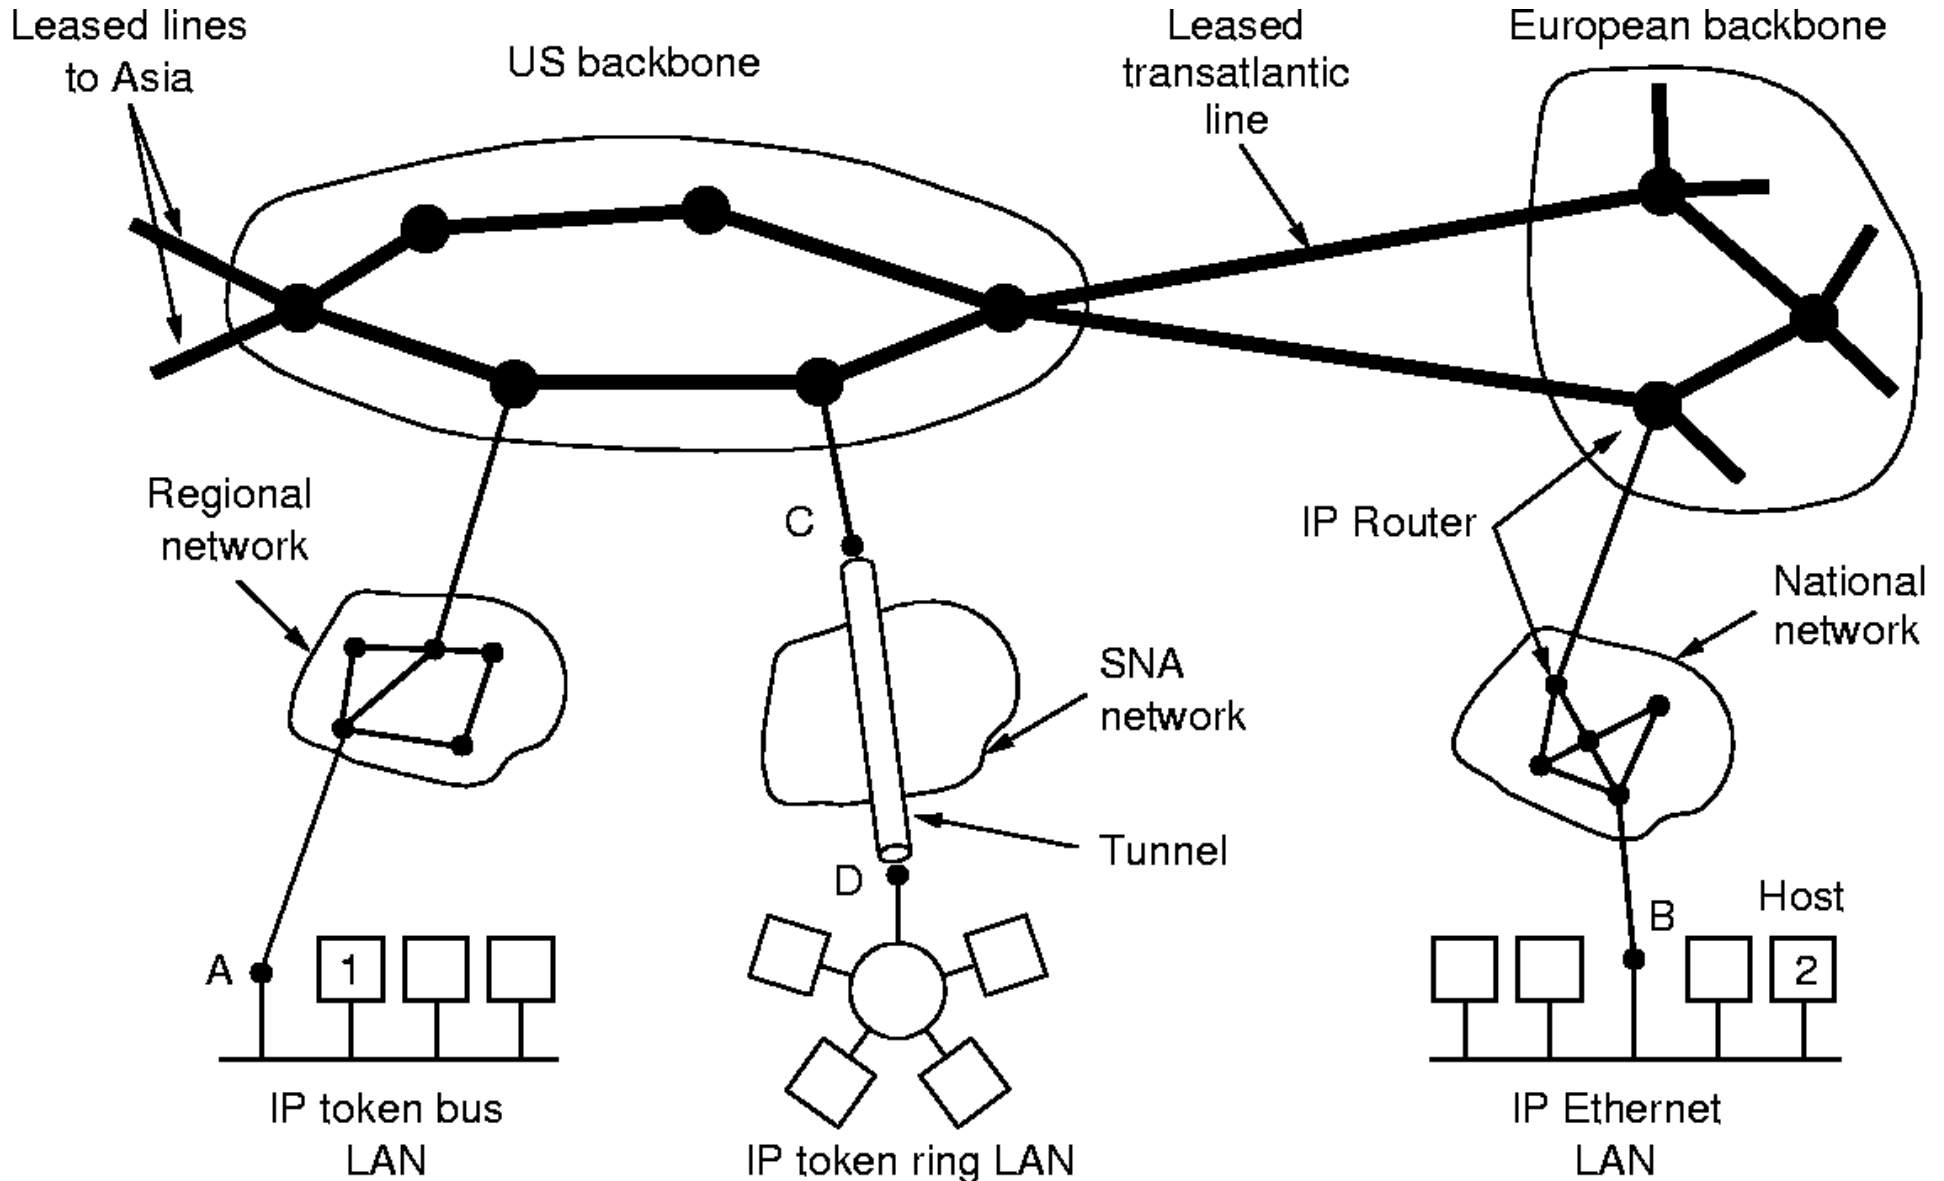 Leased lines
to Asia
US backbone
Leased
transatlantic
line
European backbone
Regional
network
C
IP Router
National
network
SNA
network
Tunnel
D
A
1
B
Host
2
IP token bus
LAN
IP token ring LAN
IP Ethernet
LAN